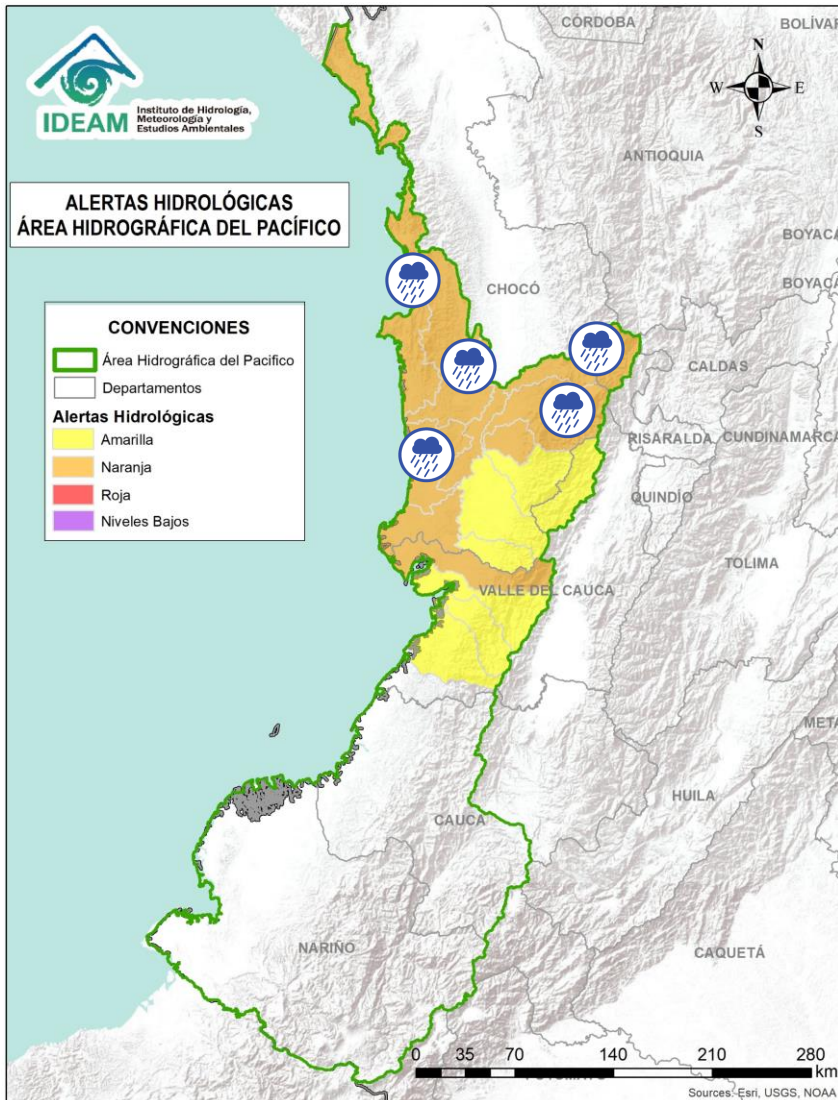 CÓRDOBA
BOLÍVAR
N
W
E
S
IDEAM
Instituto de Hidrología,
Meteorología y
Estudios Ambientales
ANTIOQUIA
ALERTAS HIDROLÓGICAS
ÁREA HIDROGRÁFICA DEL PACÍFICO
BOYACÁ
BOYACÁ
CHOCÓ
CONVENCIONES
Área Hidrográfica del Pacifico
Departamentos
Alertas Hidrológicas
Amarilla
Naranja
Roja
Niveles Bajos
CALDAS
RISARALDA
CUNDINAMARCA
QUINDÍO
TOLIMA
VALLE DEL CAUCA
META
HUILA
CAUCA
NARIÑO
CAQUETÁ
0 35 70 140 210 280
km
Sources: Esri, USGS, NOAA